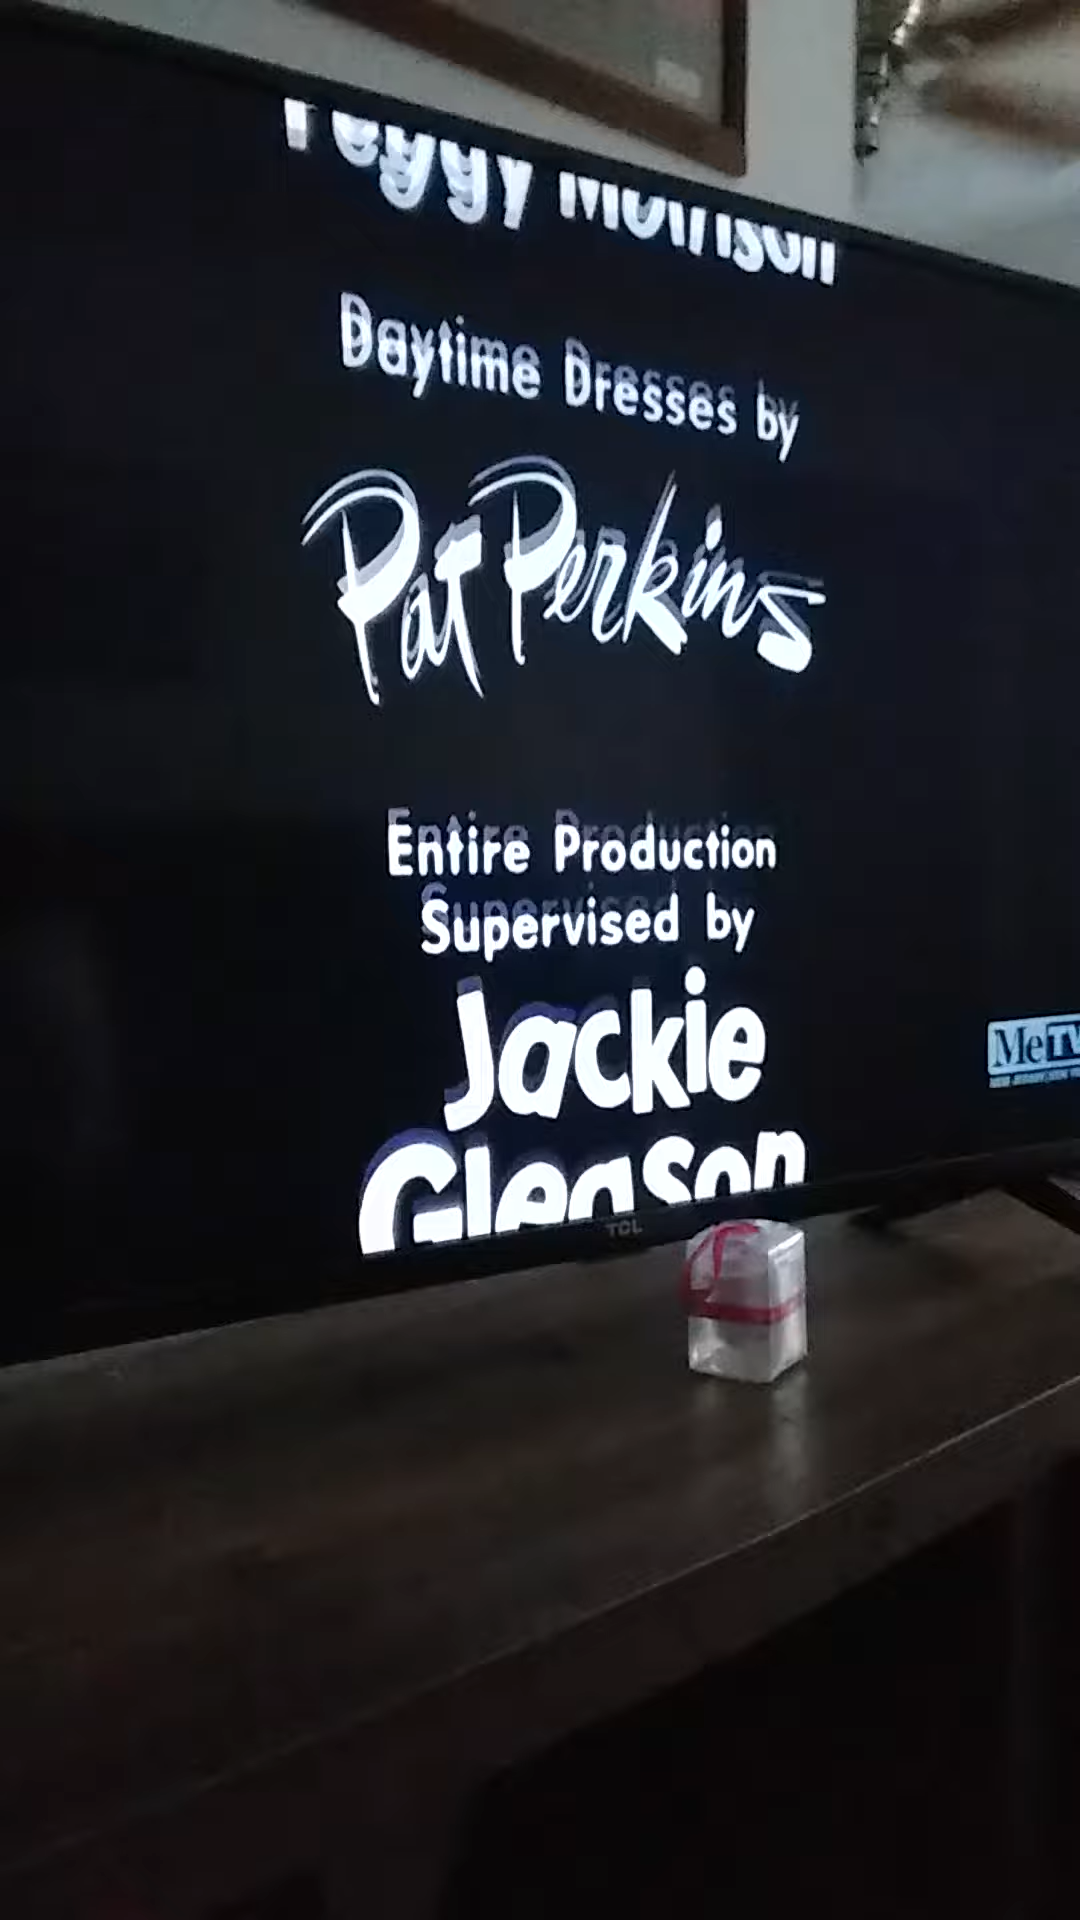 Peggy Morrison
Daytime Dresses by
Pat Perkins
Entire Production
Supervised by
Jackie
Gleason
MeTV
TCL